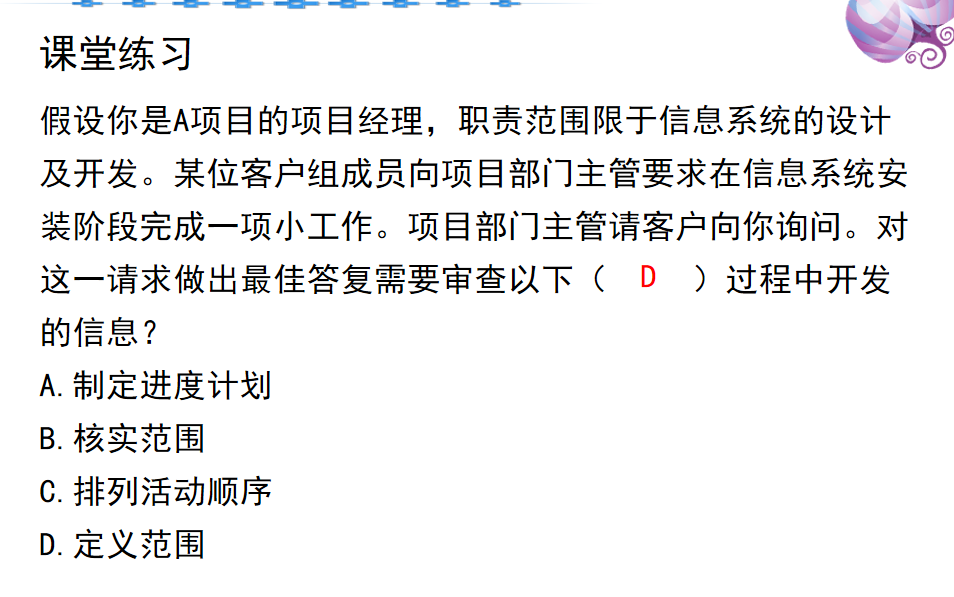 课堂练习
假设你是A项目的项目经理，职责范围限于信息系统的设计
及开发。某位客户组成员向项目部门主管要求在信息系统安
装阶段完成一项小工作。项目部门主管请客户向你询问。对
这一请求做出最佳答复需要审查以下（ D ）过程中开发
的信息？
A.制定进度计划
B.核实范围
C.排列活动顺序
D.定义范围